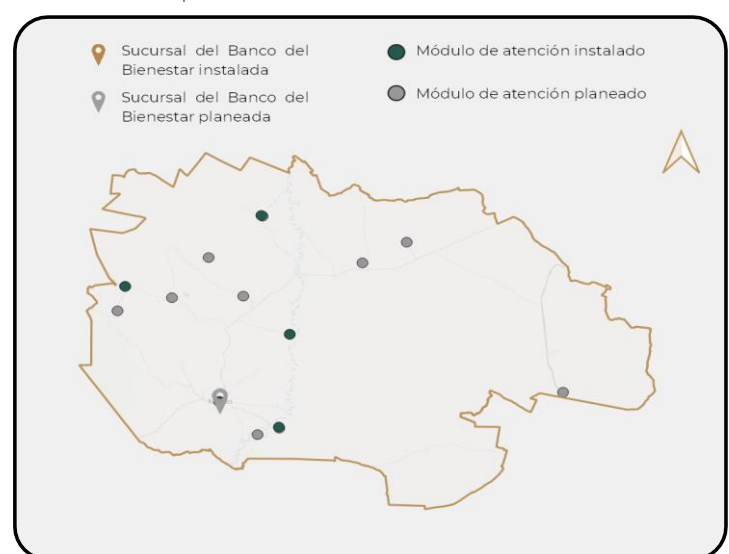 Sucursal del Banco del
Bienestar instalada
Sucursal del Banco del
Bienestar planeada
Módulo de atención instalado
Módulo de atención planeado